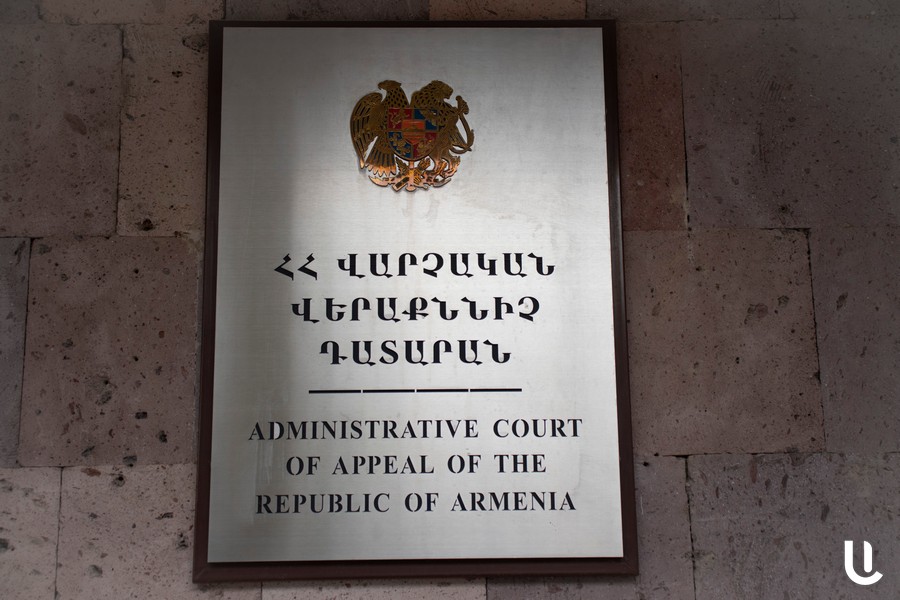 ՀՀ ՎԱՐՉԱԿԱՆ
ՎԵՐԱՔՆՆԻՉ
ԴԱՏԱՐԱՆ
ADMINISTRATIVE COURT
OF APPEAL OF THE
REPUBLIC OF ARMENIA